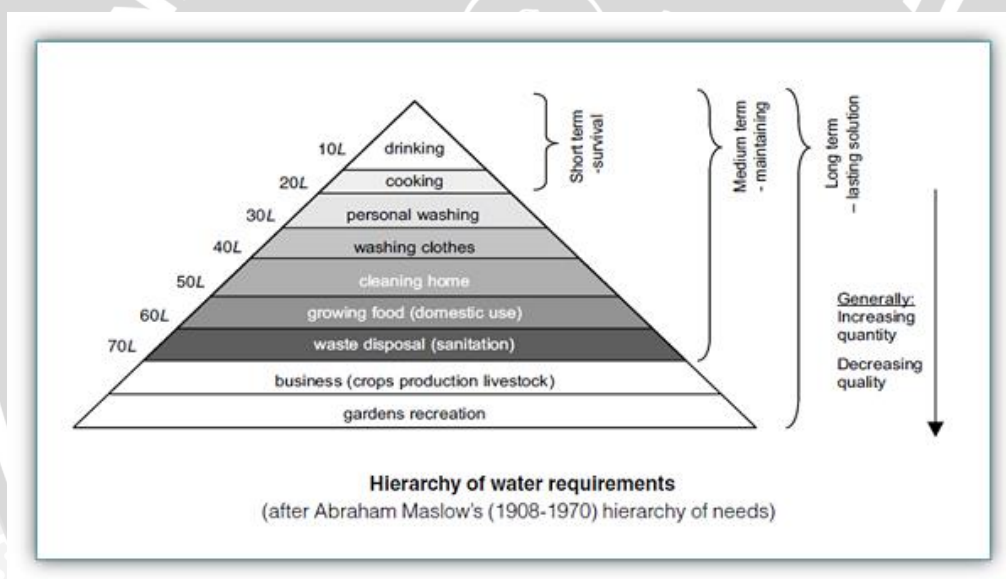 10L drinking
20L cooking
30L personal washing
40L washing clothes
50L cleaning home
60L growing food (domestic use)
70L waste disposal (sanitation)
business (crops production livestock)
gardens recreation
Short term
-survival
Medium term
- maintaining
Long term
– lasting solution
Generally:
Increasing
quantity
Decreasing
quality
Hierarchy of water requirements
(after Abraham Maslow's (1908-1970) hierarchy of needs)